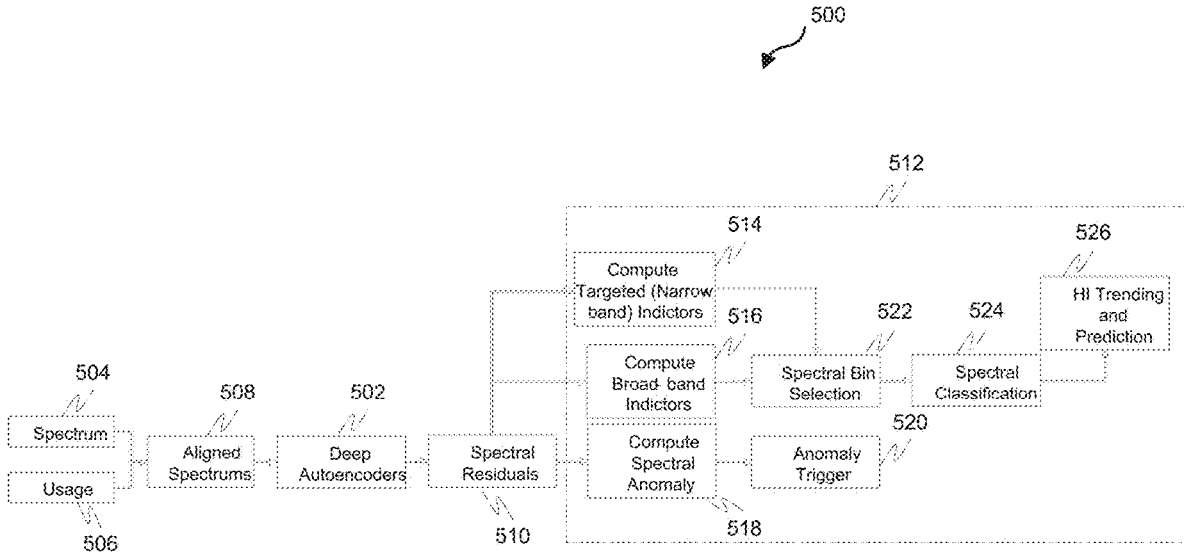 500
512
514
Compute
Targeted (Narrow
band) Indictors
526
HI Trending
and
Prediction
516
Compute
Broad-band
Indictors
522
Spectral Bin
Selection
524
Spectral
Classification
504
Spectrum
Usage
506
508
Aligned
Spectrums
502
Deep
Autoencoders
Spectral
Residuals
510
Compute
Spectral
Anomaly
518
520
Anomaly
Trigger